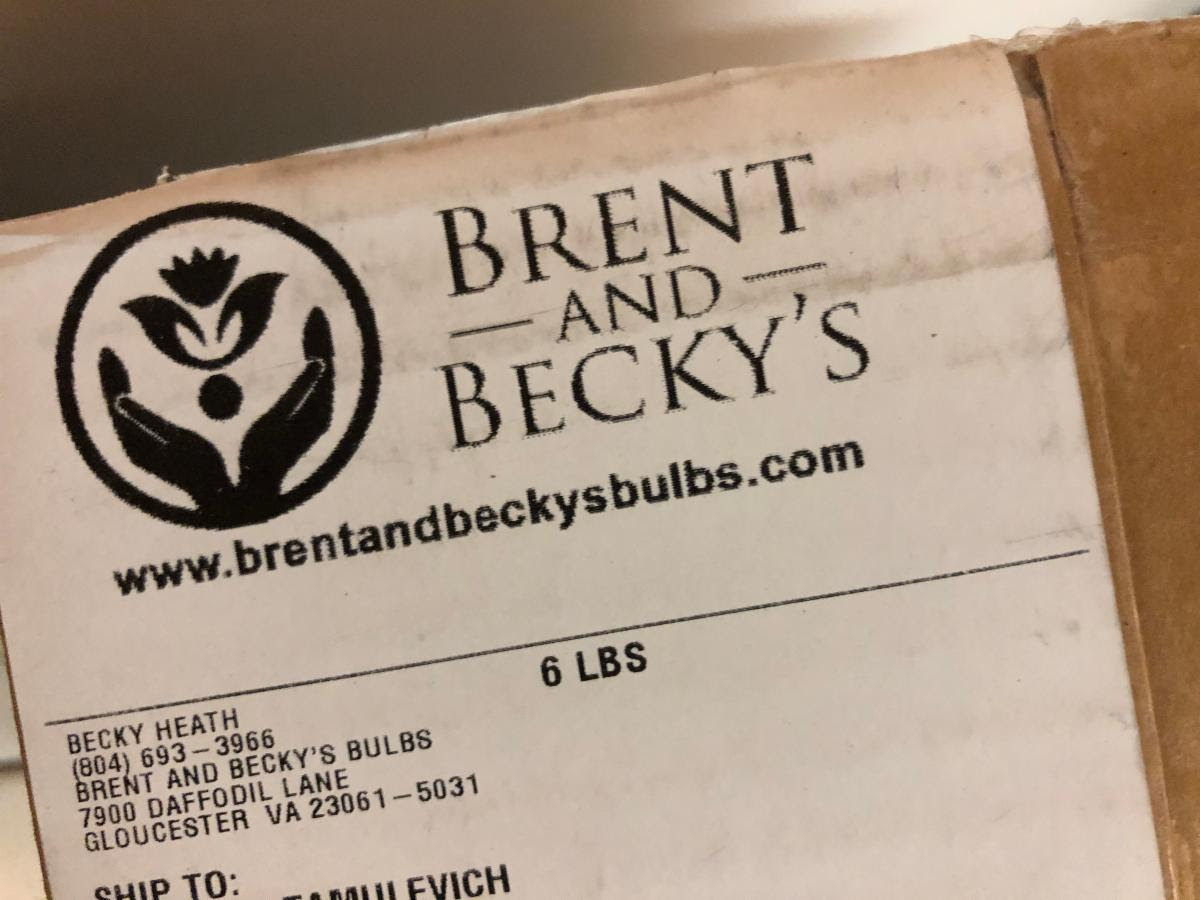 BRENT
AND
BECKY'S
www.brentandbeckysbulbs.com
6 LBS
BECKY HEATH
(804) 693-3966
BRENT AND BECKY'S BULBS
7900 DAFFODIL LANE
GLOUCESTER VA 23061-5031
SHIP TO:
TAMULEVICH